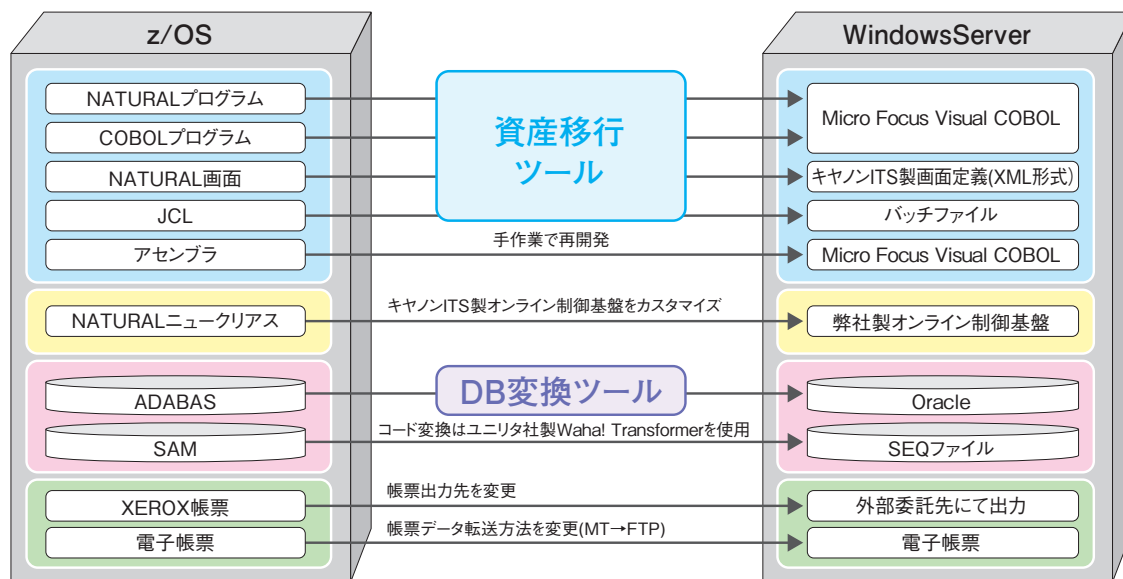 z/OS
WindowsServer
NATURALプログラム
COBOLプログラム
NATURAL画面
JCL
アセンブラ
資産移行
ツール
手作業で再開発
Micro Focus Visual COBOL
キヤノンITS製画面定義(XML形式)
バッチファイル
Micro Focus Visual COBOL
NATURALニュークリアス
キヤノンITS製オンライン制御基盤をカスタマイズ
弊社製オンライン制御基盤
ADABAS
DB変換ツール
Oracle
SAM
コード変換はユニリタ社製Waha! Transformerを使用
SEQファイル
XEROX帳票
帳票出力先を変更
外部委託先にて出力
電子帳票
帳票データ転送方法を変更(MT→FTP)
電子帳票